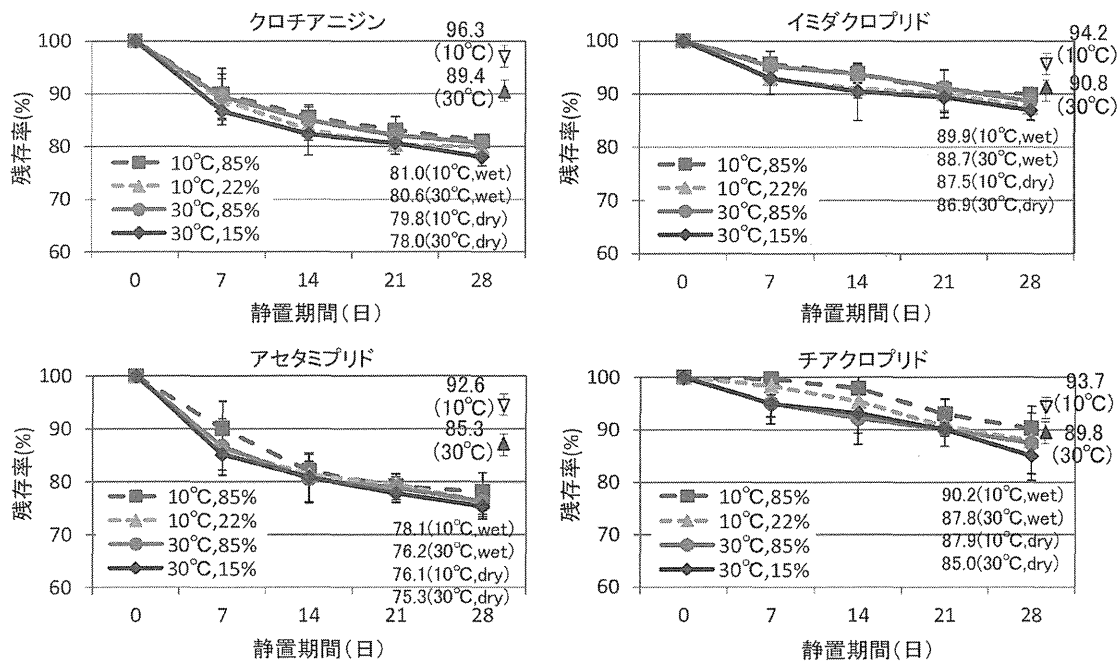 クロチアニジン
残存率(%)
100
90
80
70
60
96.3
(10℃)
89.4
(30℃)
10℃,85%
10℃,22%
30℃,85%
30℃,15%
81.0(10℃,wet)
80.6(30℃,wet)
79.8(10℃,dry)
78.0(30℃,dry)
0 7 14 21 28
静置期間(日)
イミダクロプリド
残存率(%)
100
90
80
70
60
94.2
(10℃)
90.8
(30℃)
10℃,85%
10℃,22%
30℃,85%
30℃,15%
89.9(10℃,wet)
88.7(30℃,wet)
87.5(10℃,dry)
86.9(30℃,dry)
0 7 14 21 28
静置期間(日)
アセタミプリド
残存率(%)
100
90
80
70
60
92.6
(10℃)
85.3
(30℃)
10℃,85%
10℃,22%
30℃,85%
30℃,15%
78.1(10℃,wet)
76.2(30℃,wet)
76.1(10℃,dry)
75.3(30℃,dry)
0 7 14 21 28
静置期間(日)
チアクロプリド
残存率(%)
100
90
80
70
60
93.7
(10℃)
89.8
(30℃)
10℃,85%
10℃,22%
30℃,85%
30℃,15%
90.2(10℃,wet)
87.8(30℃,wet)
87.9(10℃,dry)
85.0(30℃,dry)
0 7 14 21 28
静置期間(日)